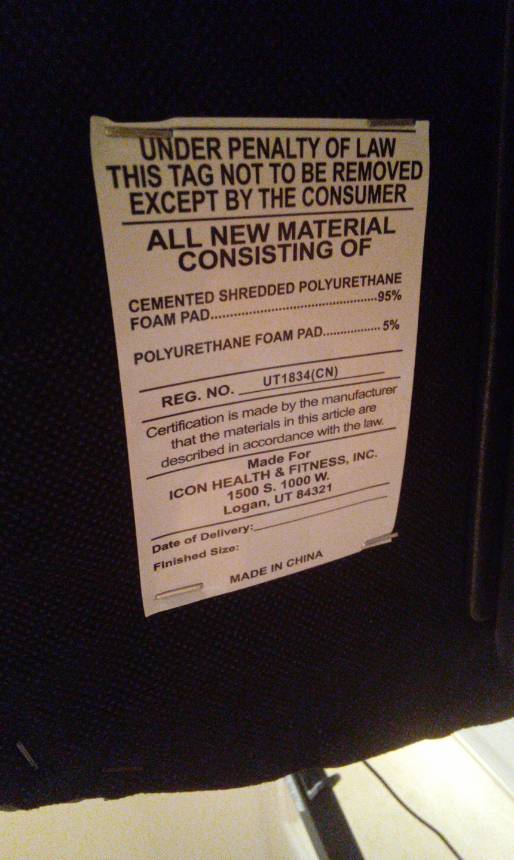 UNDER PENALTY OF LAW
THIS TAG NOT TO BE REMOVED
EXCEPT BY THE CONSUMER
ALL NEW MATERIAL
CONSISTING OF
CEMENTED SHREDDED POLYURETHANE
FOAM PAD.............................................95%
POLYURETHANE FOAM PAD................5%
REG. NO. UT1834(CN)
Certification is made by the manufacturer
that the materials in this article are
described in accordance with the law.
Made For
ICON HEALTH & FITNESS, INC.
1500 S. 1000 W.
Logan, UT 84321
Date of Delivery:
Finished Size:
MADE IN CHINA